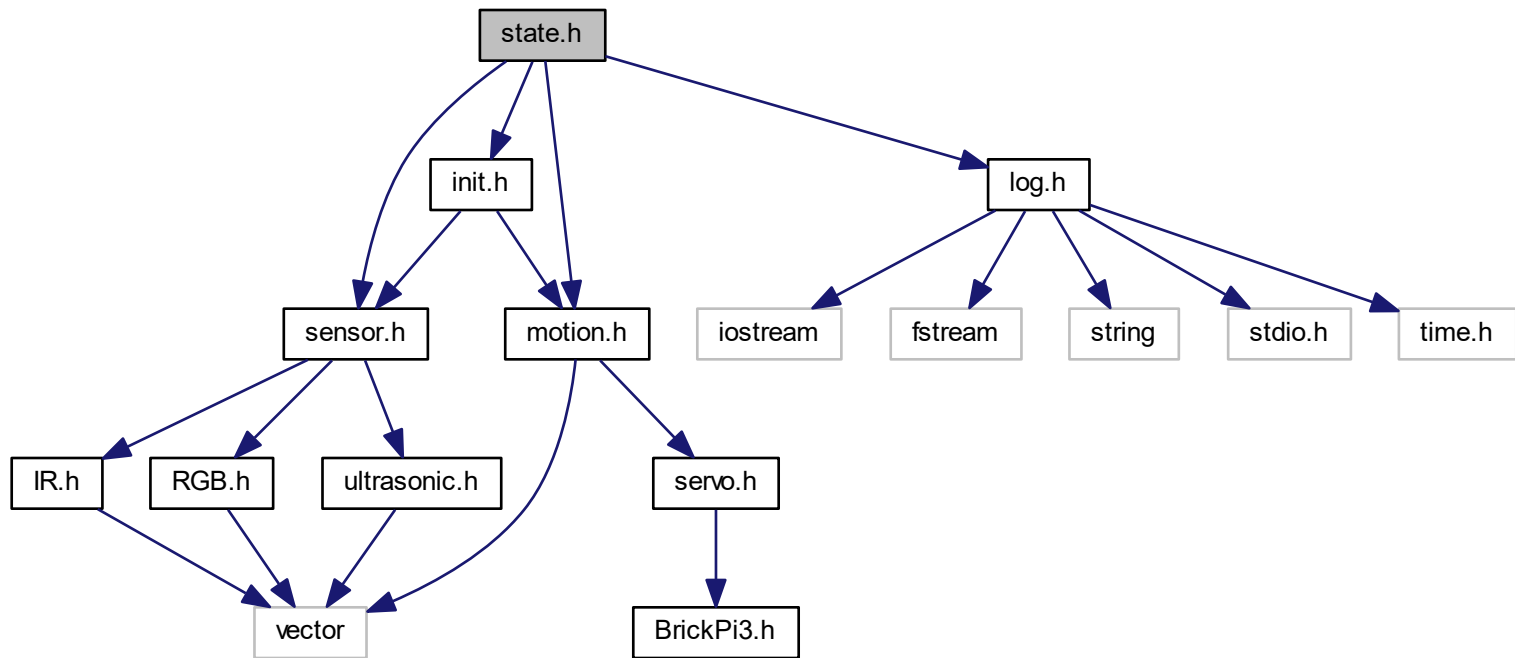 state.h
init.h
log.h
sensor.h
motion.h
iostream
fstream
string
stdio.h
time.h
IR.h
RGB.h
ultrasonic.h
servo.h
vector
BrickPi3.h